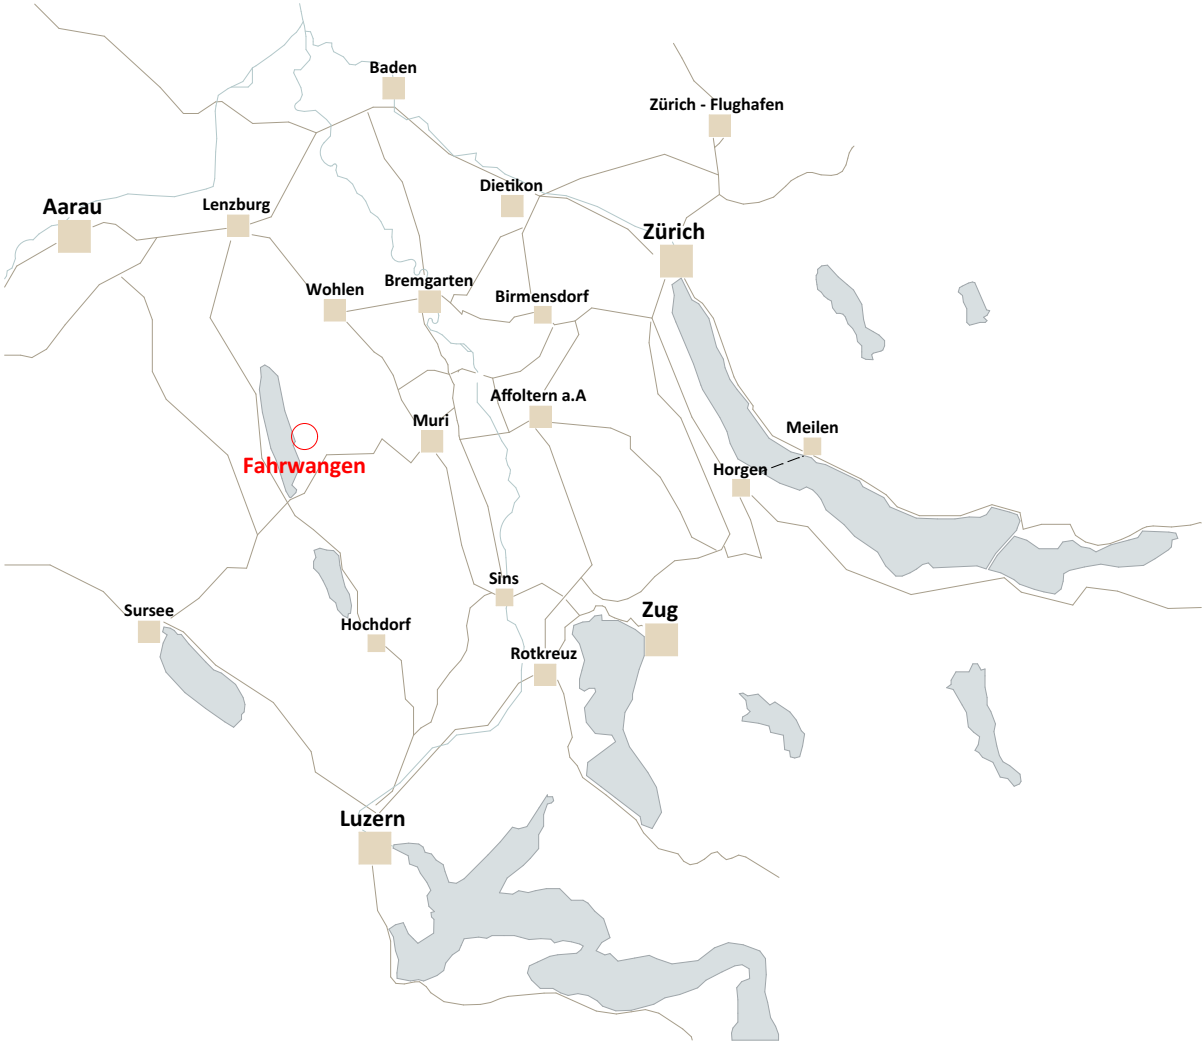 Baden
Zürich - Flughafen
Dietikon
Lenzburg
Aarau
Zürich
Bremgarten
Wohlen
Birmensdorf
Affoltern a.A
Muri
Meilen
Fahrwangen
Horgen
Sins
Sursee
Zug
Hochdorf
Rotkreuz
Luzern